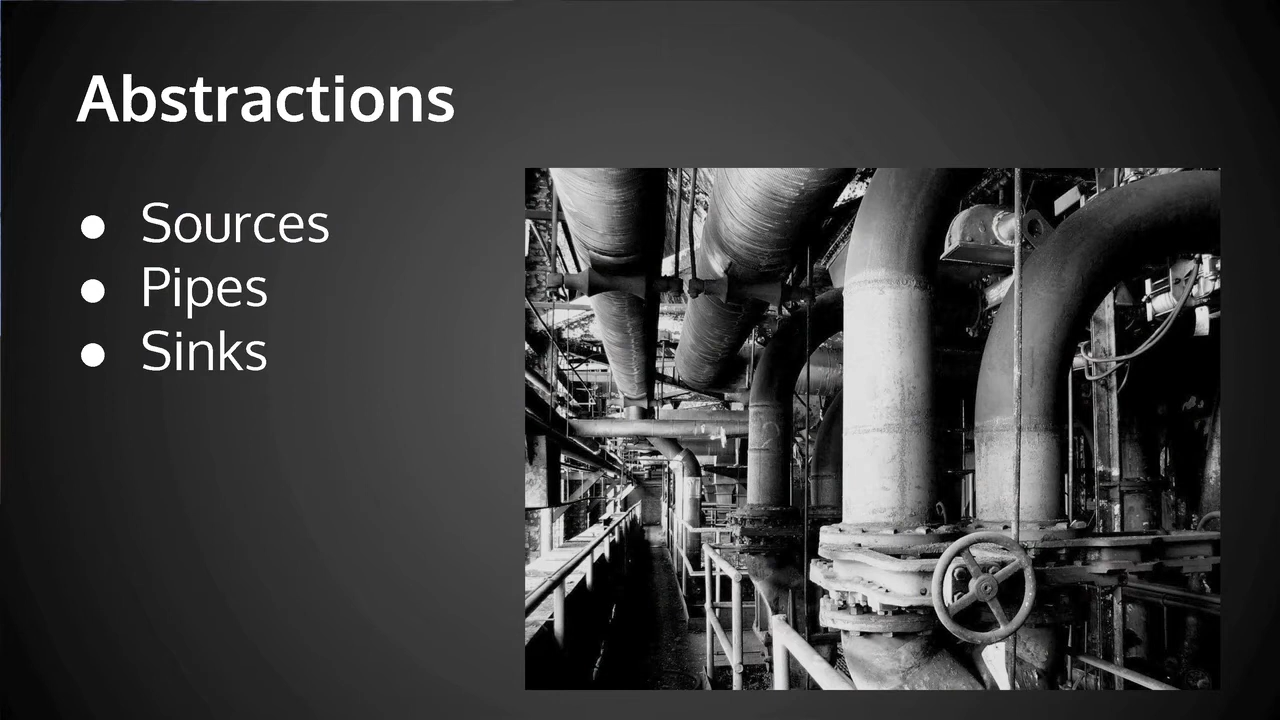 Abstractions
● Sources
● Pipes
● Sinks